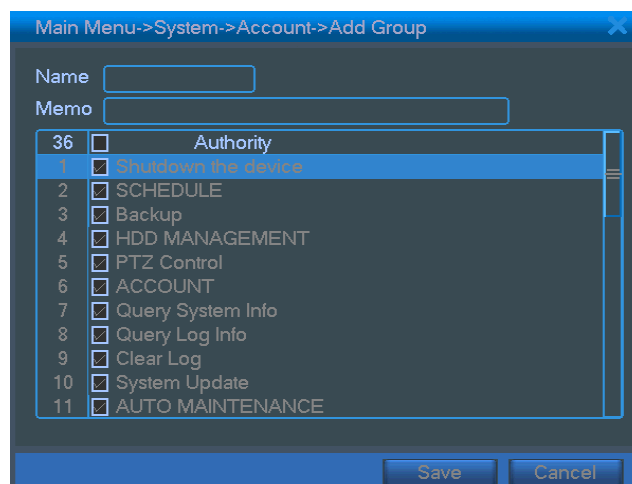 Main Menu->System->Account->Add Group
Name
Memo
36 Authority
1 Shutdown the device
2 SCHEDULE
3 Backup
4 HDD MANAGEMENT
5 PTZ Control
6 ACCOUNT
7 Query System Info
8 Query Log Info
9 Clear Log
10 System Update
11 AUTO MAINTENANCE
Save Cancel